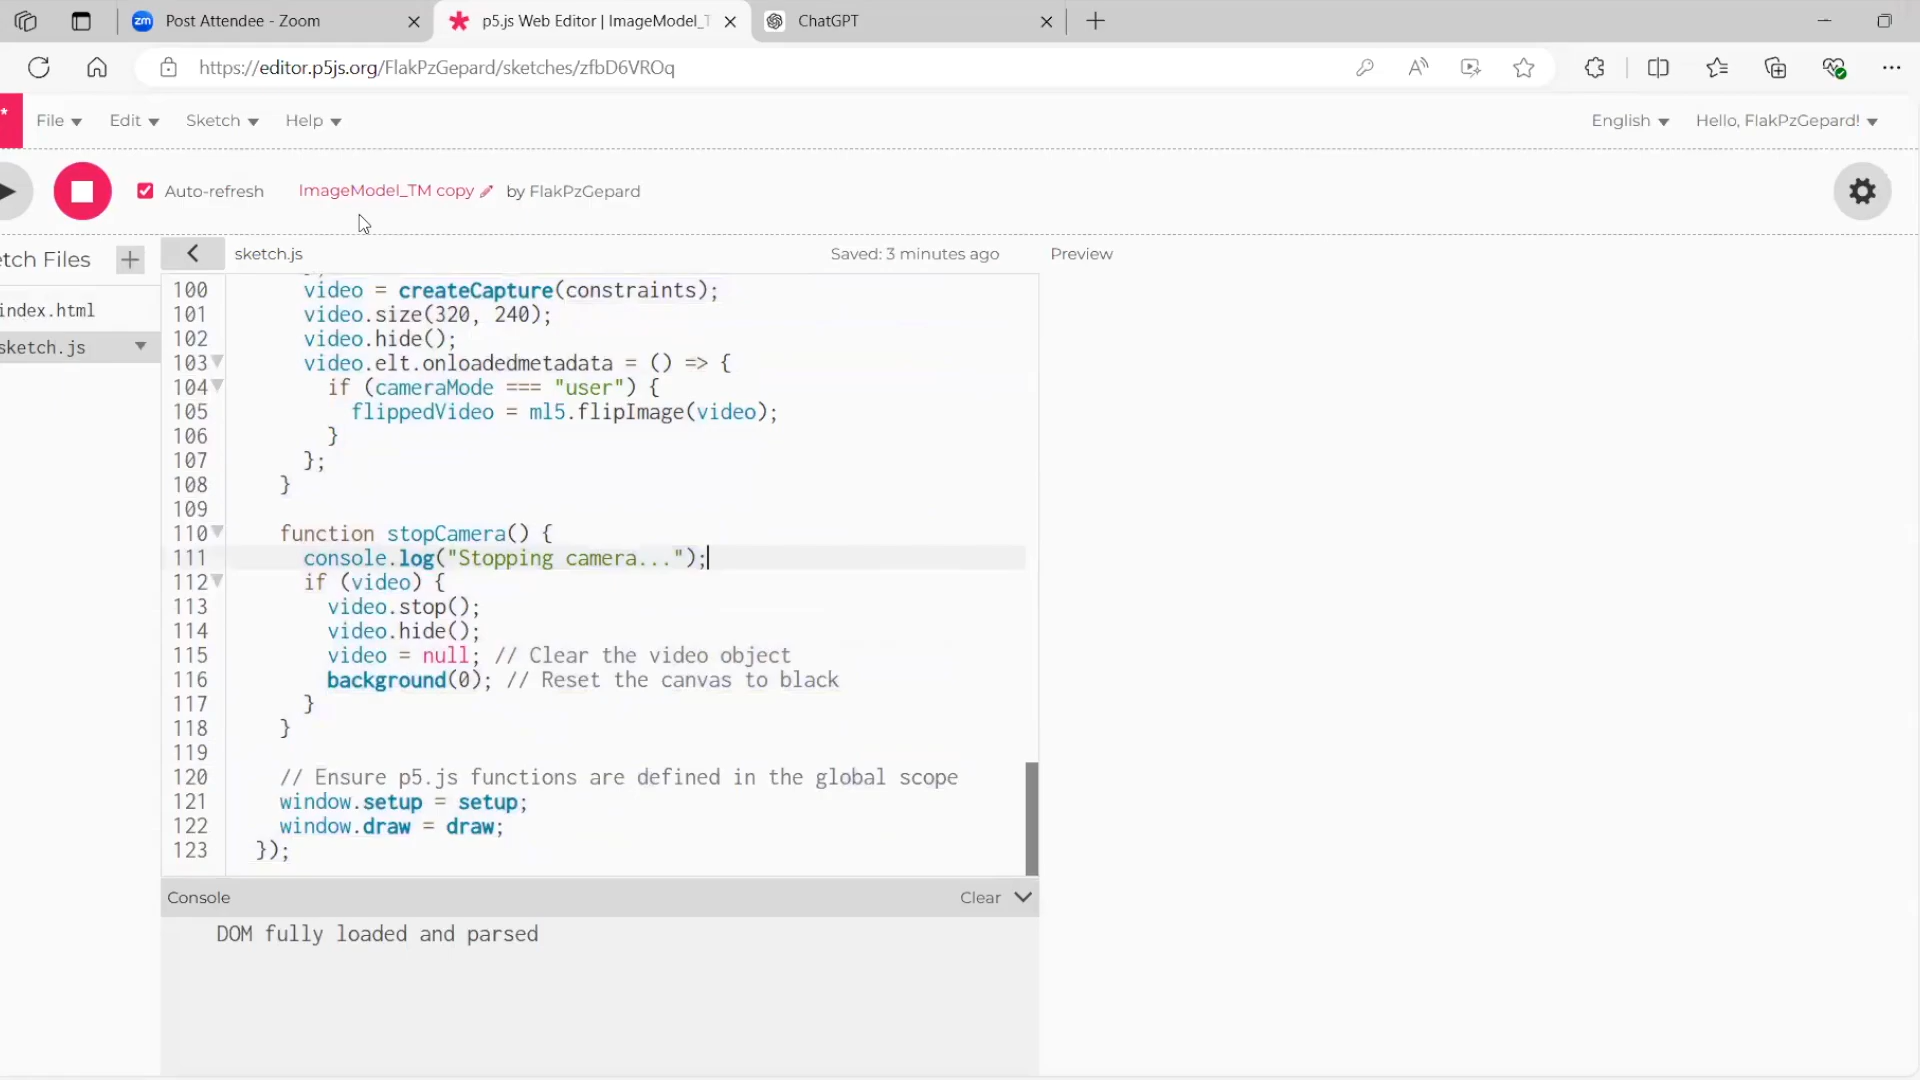 zm Post Attendee - Zoom
p5.js Web Editor | ImageModel_T
ChatGPT
https://editor.p5js.org/FlakPzGepard/sketches/zfbD6VROq
* File Edit Sketch Help English Hello, FlakPzGepard!
Auto-refresh ImageModel_TM copy by FlakPzGepard
etch Files
sketch.js Saved: 3 minutes ago Preview
index.html
sketch.js
100 video = createCapture(constraints);
101 video.size(320, 240);
102 video.hide();
103 video.elt.onloadedmetadata = () => {
104 if (cameraMode === "user") {
105 flippedVideo = ml5.flipImage(video);
106 }
107 };
108 }
109
110 function stopCamera() {
111 console.log("Stopping camera...");
112 if (video) {
113 video.stop();
114 video.hide();
115 video = null; // Clear the video object
116 background(0); // Reset the canvas to black
117 }
118 }
119
120 // Ensure p5.js functions are defined in the global scope
121 window.setup = setup;
122 window.draw = draw;
123 });
Console Clear
DOM fully loaded and parsed